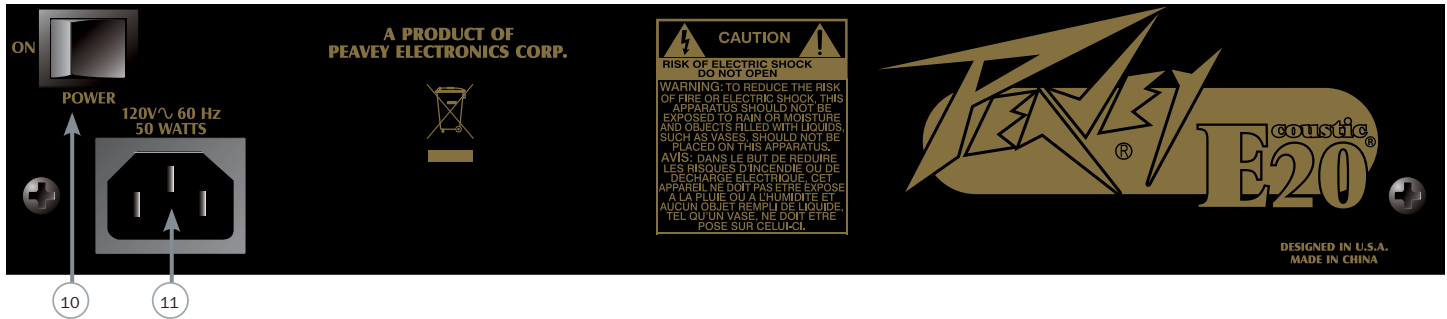 ON
POWER
120V∿ 60 Hz
50 WATTS
10
11
A PRODUCT OF
PEAVEY ELECTRONICS CORP.
CAUTION
RISK OF ELECTRIC SHOCK
DO NOT OPEN
WARNING: TO REDUCE THE RISK
OF FIRE OR ELECTRIC SHOCK, THIS
APPARATUS SHOULD NOT BE
EXPOSED TO RAIN OR MOISTURE
AND OBJECTS FILLED WITH LIQUIDS,
SUCH AS VASES, SHOULD NOT BE
PLACED ON THIS APPARATUS.
AVIS: DANS LE BUT DE REDUIRE
LES RISQUES D'INCENDIE OU DE
DECHARGE ELECTRIQUE, CET
APPAREIL NE DOIT PAS ETRE EXPOSE
A LA PLUIE OU A L'HUMIDITE ET
AUCUN OBJET REMPLI DE LIQUIDE,
TEL QU'UN VASE, NE DOIT ETRE
POSE SUR CELUI-CI.
PEAVEY®
Ecoustic®
E20
DESIGNED IN U.S.A.
MADE IN CHINA